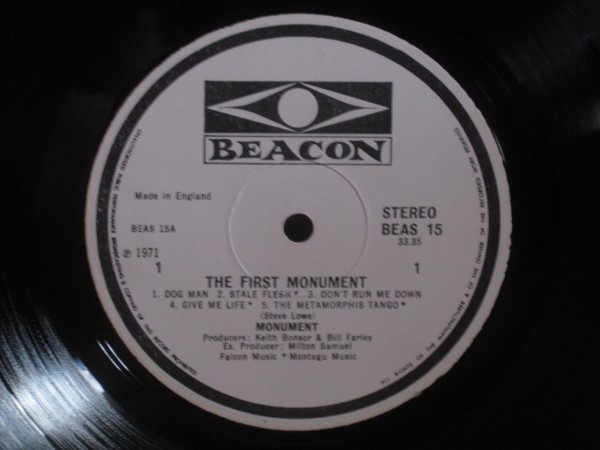 BEACON
Made in England
STEREO
BEAS 15A
BEAS 15
33.35
℗ 1971
1
1
THE FIRST MONUMENT
1. DOG MAN 2. STALE FLESH* 3. DON'T RUN ME DOWN
4. GIVE ME LIFE* 5. THE METAMORPHIS TANGO*
(Steve Lowe)
MONUMENT
Producers: Keith Bonsor & Bill Farley
Ex. Producer: Milton Samuel
Falcon Music * Montagu Music
ALL RIGHTS OF THE MANUFACTURER & OF THE OWNER OF THE RECORDED WORK RESERVED